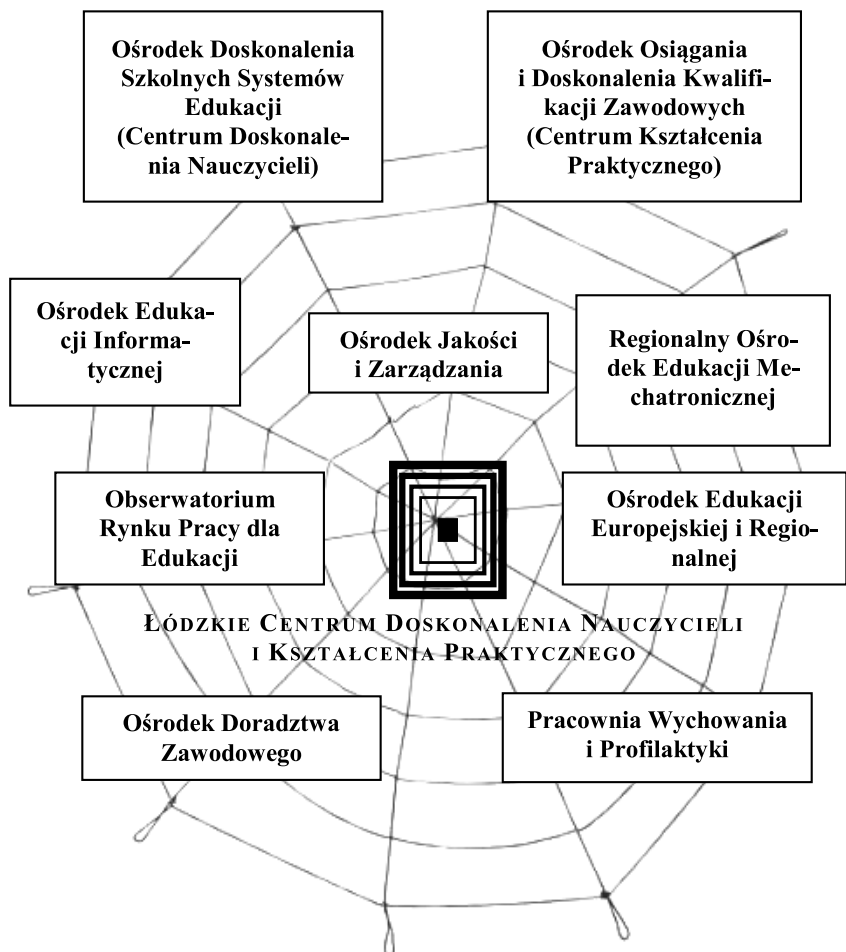 Ośrodek Doskonalenia
Szkolnych Systemów
Edukacji
(Centrum Doskonale-
nia Nauczycieli)
Ośrodek Osiągania
i Doskonalenia Kwalifi-
kacji Zawodowych
(Centrum Kształcenia
Praktycznego)
Ośrodek Eduka-
cji Informa-
tycznej
Ośrodek Jakości
i Zarządzania
Regionalny Ośro-
dek Edukacji Me-
chatronicznej
Obserwatorium
Rynku Pracy dla
Edukacji
Ośrodek Edukacji
Europejskiej i Regio-
nalnej
ŁÓDZKIE CENTRUM DOSKONALENIA NAUCZYCIELI
I KSZTAŁCENIA PRAKTYCZNEGO
Ośrodek Doradztwa
Zawodowego
Pracownia Wychowania
i Profilaktyki